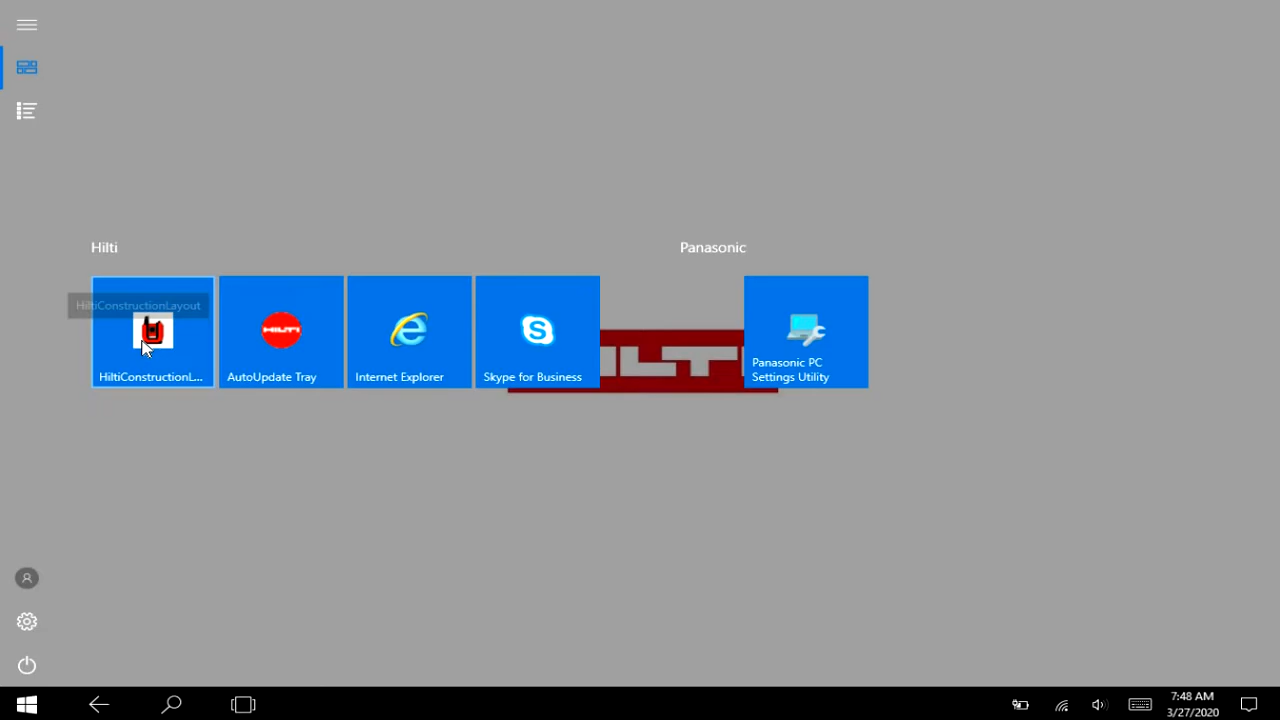 Hilti
Panasonic
HiltiConstructionLayout
HILTI
HiltiConstructionL...
AutoUpdate Tray
Internet Explorer
Skype for Business
Panasonic PC
Settings Utility
7:48 AM
3/27/2020